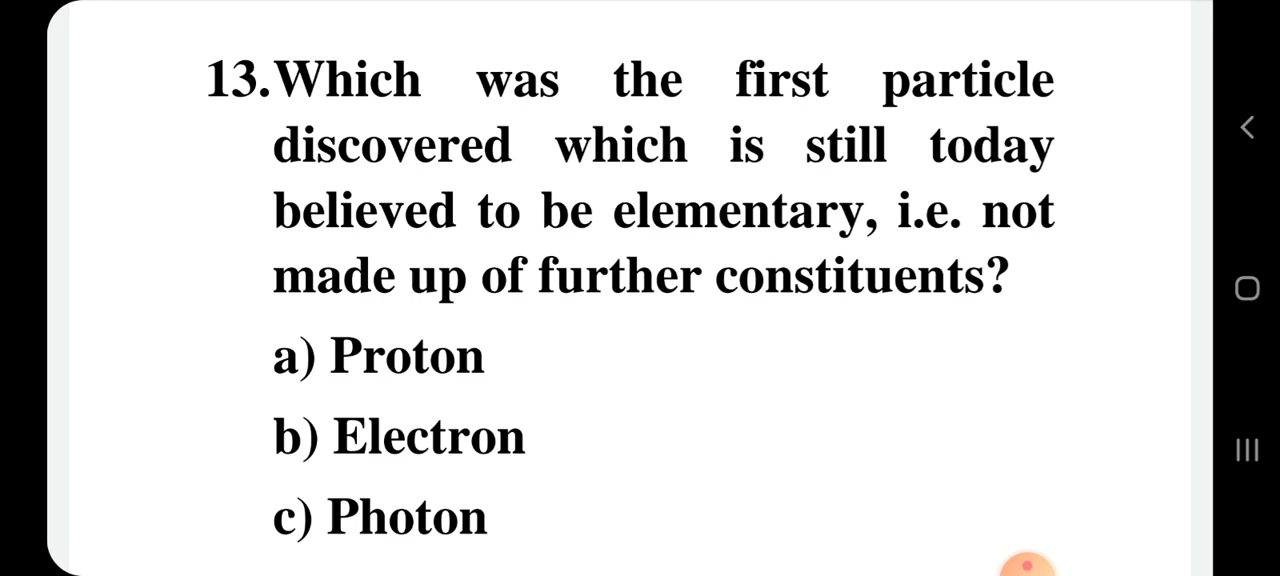 13.Which was the first particle
discovered which is still today
believed to be elementary, i.e. not
made up of further constituents?
a) Proton
b) Electron
c) Photon